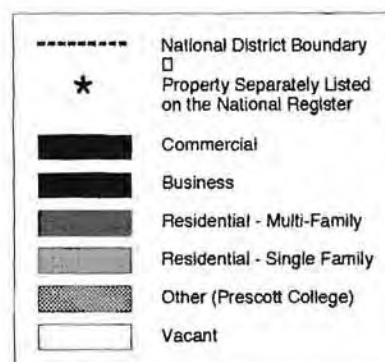 National District Boundary
Property Separately Listed
on the National Register
Commercial
Business
Residential - Multi-Family
Residential - Single Family
Other (Prescott College)
Vacant